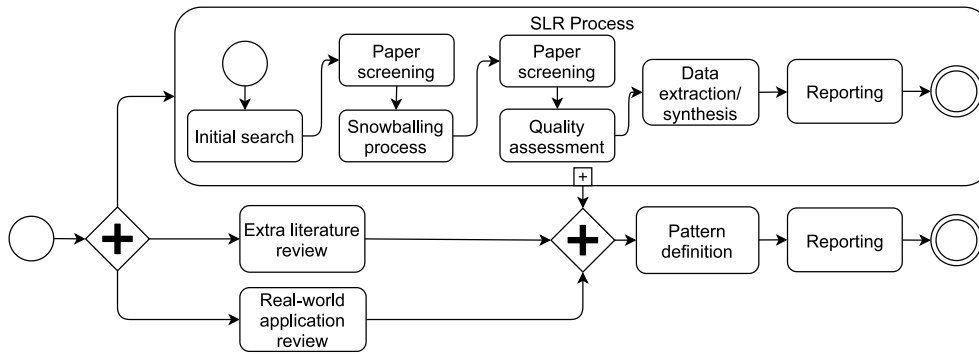 SLR Process
Initial search
Paper
screening
Snowballing
process
Paper
screening
Quality
assessment
Data
extraction/
synthesis
Reporting
Extra literature
review
Real-world
application
review
Pattern
definition
Reporting